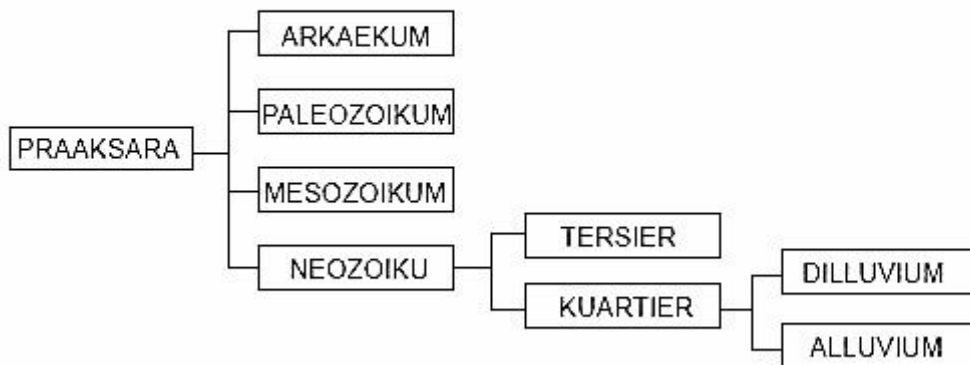 PRAAKSARA
ARKAEKUM
PALEOZOIKUM
MESOZOIKUM
NEOZOIKU
TERSIER
KUARTIER
DILLUVIUM
ALLUVIUM